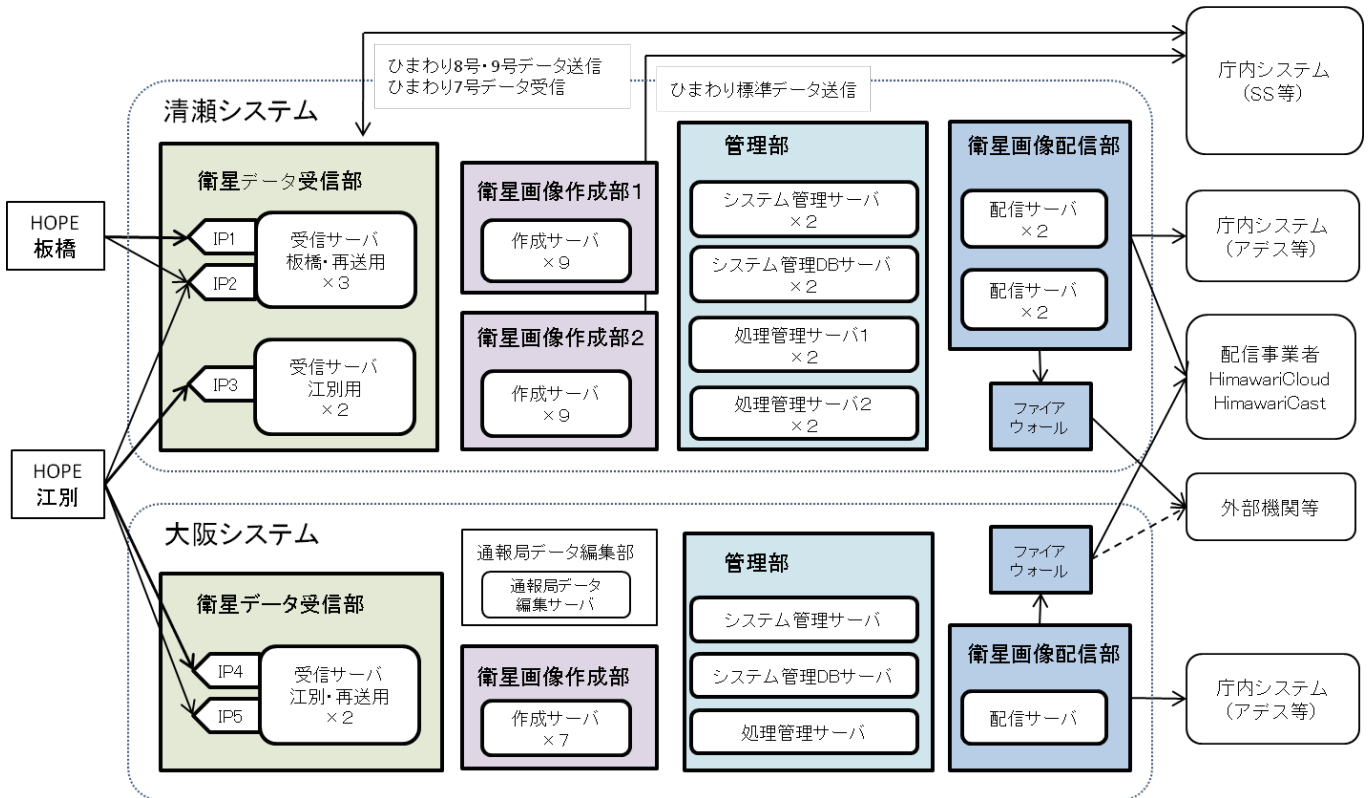 ひまわり8号・9号データ送信
ひまわり7号データ受信
ひまわり標準データ送信
庁内システム
(SS等)
清瀬システム
衛星データ受信部
HOPE
板橋
IP1
IP2
受信サーバ
板橋・再送用
×3
IP3
受信サーバ
江別用
×2
衛星画像作成部1
作成サーバ
×9
衛星画像作成部2
作成サーバ
×9
管理部
システム管理サーバ
×2
システム管理DBサーバ
×2
処理管理サーバ1
×2
処理管理サーバ2
×2
衛星画像配信部
配信サーバ
×2
配信サーバ
×2
ファイア
ウォール
庁内システム
(アデス等)
配信事業者
HimawariCloud
HimawariCast
外部機関等
HOPE
江別
大阪システム
衛星データ受信部
IP4
IP5
受信サーバ
江別・再送用
×2
通報局データ編集部
通報局データ
編集サーバ
衛星画像作成部
作成サーバ
×7
管理部
システム管理サーバ
システム管理DBサーバ
処理管理サーバ
ファイア
ウォール
衛星画像配信部
配信サーバ
庁内システム
(アデス等)